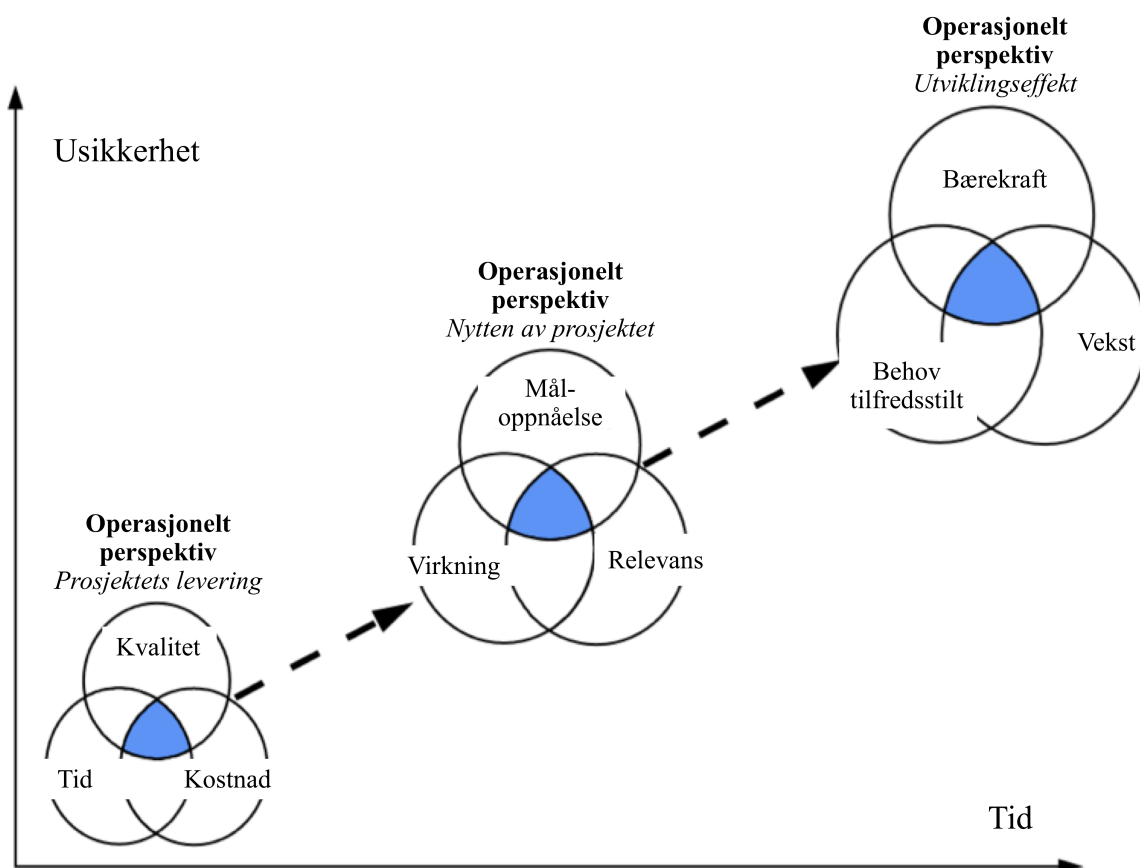 Operasjonelt
perspektiv
Utviklingseffekt
Usikkerhet
Bærekraft
Vekst
Behov
tilfredsstilt
Operasjonelt
perspektiv
Nytten av prosjektet
Mål-
oppnåelse
Virkning
Relevans
Operasjonelt
perspektiv
Prosjektets levering
Kvalitet
Tid
Kostnad
Tid